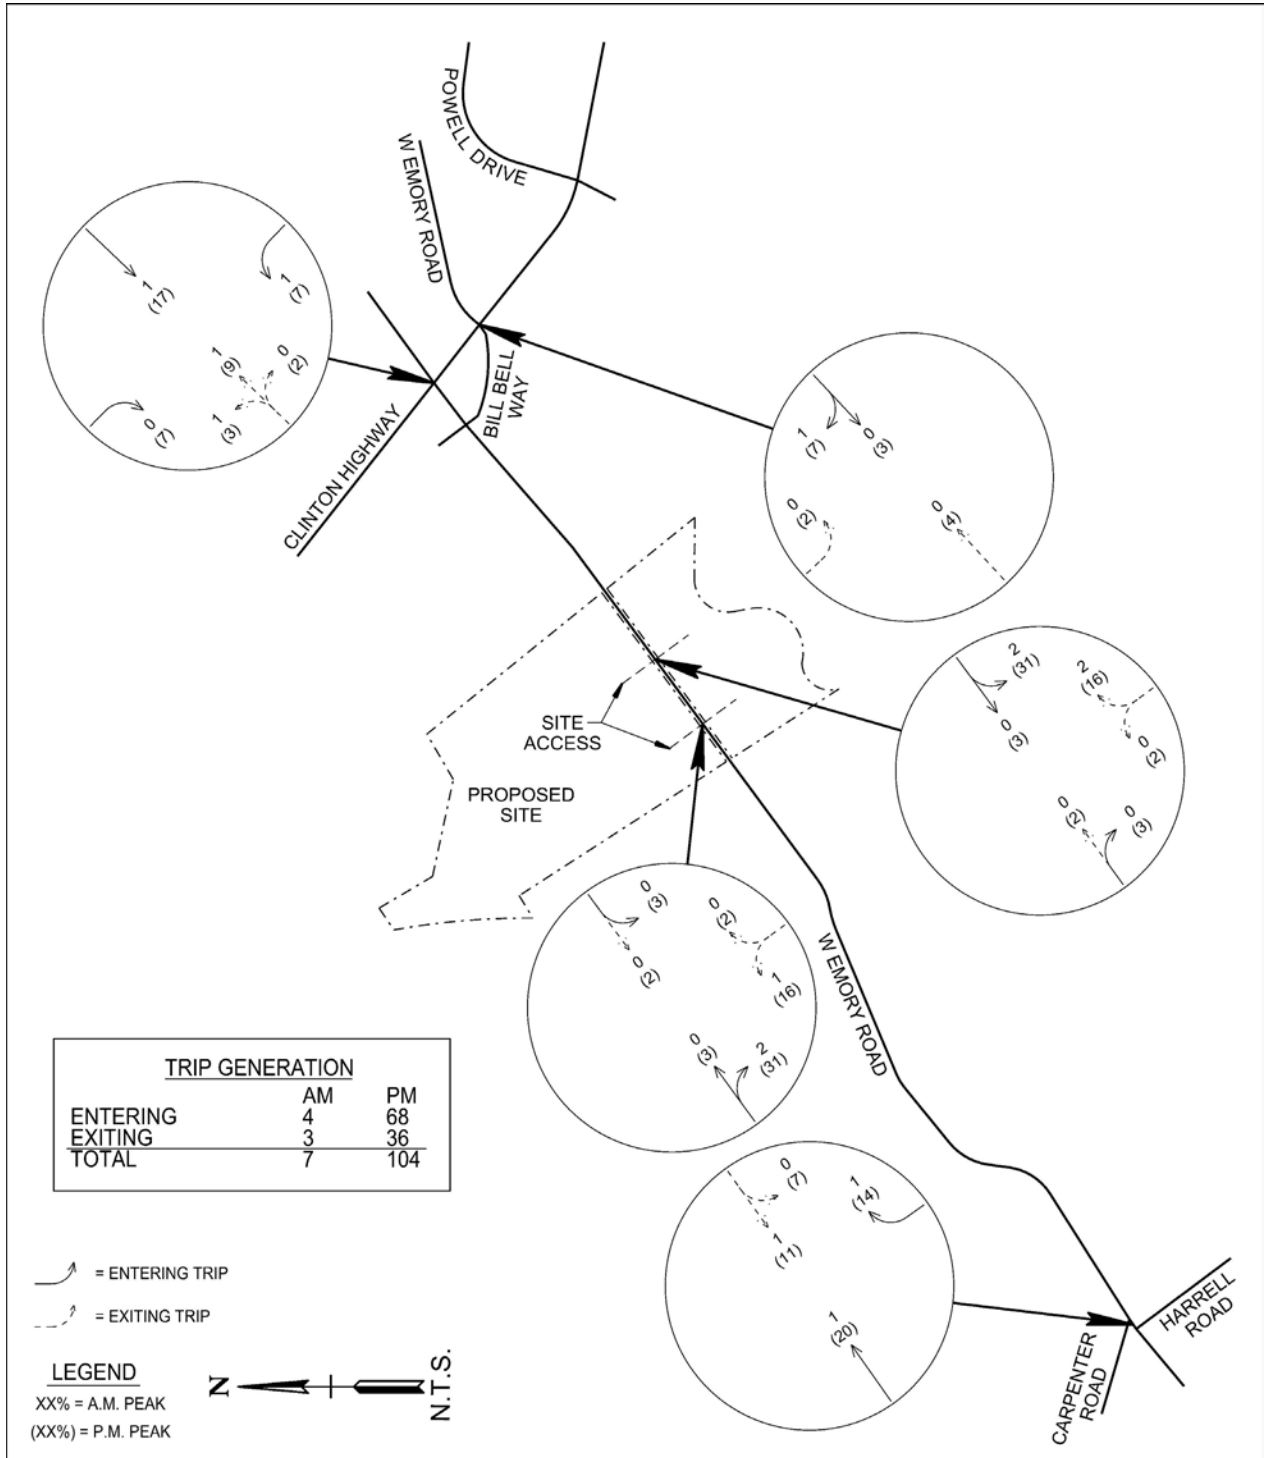 POWELL DRIVE
W EMORY ROAD
1
(17)
1
(7)
1
(9)
0
(2)
0
(7)
1
(3)
BILL BELL
WAY
CLINTON HIGHWAY
1
(7)
0
(3)
0
(2)
0
(4)
2
(31)
2
(16)
0
(3)
0
(2)
0
(2)
0
(3)
SITE
ACCESS
PROPOSED
SITE
0
(3)
0
(2)
0
(2)
1
(16)
0
(3)
2
(31)
W EMORY ROAD
TRIP GENERATION
AM PM
ENTERING 4 68
EXITING 3 36
TOTAL 7 104
0
(7)
1
(14)
1
(11)
1
(20)
HARRELL
ROAD
CARPENTER
ROAD
= ENTERING TRIP
= EXITING TRIP
LEGEND
XX% = A.M. PEAK
(XX%) = P.M. PEAK
N
N.T.S.